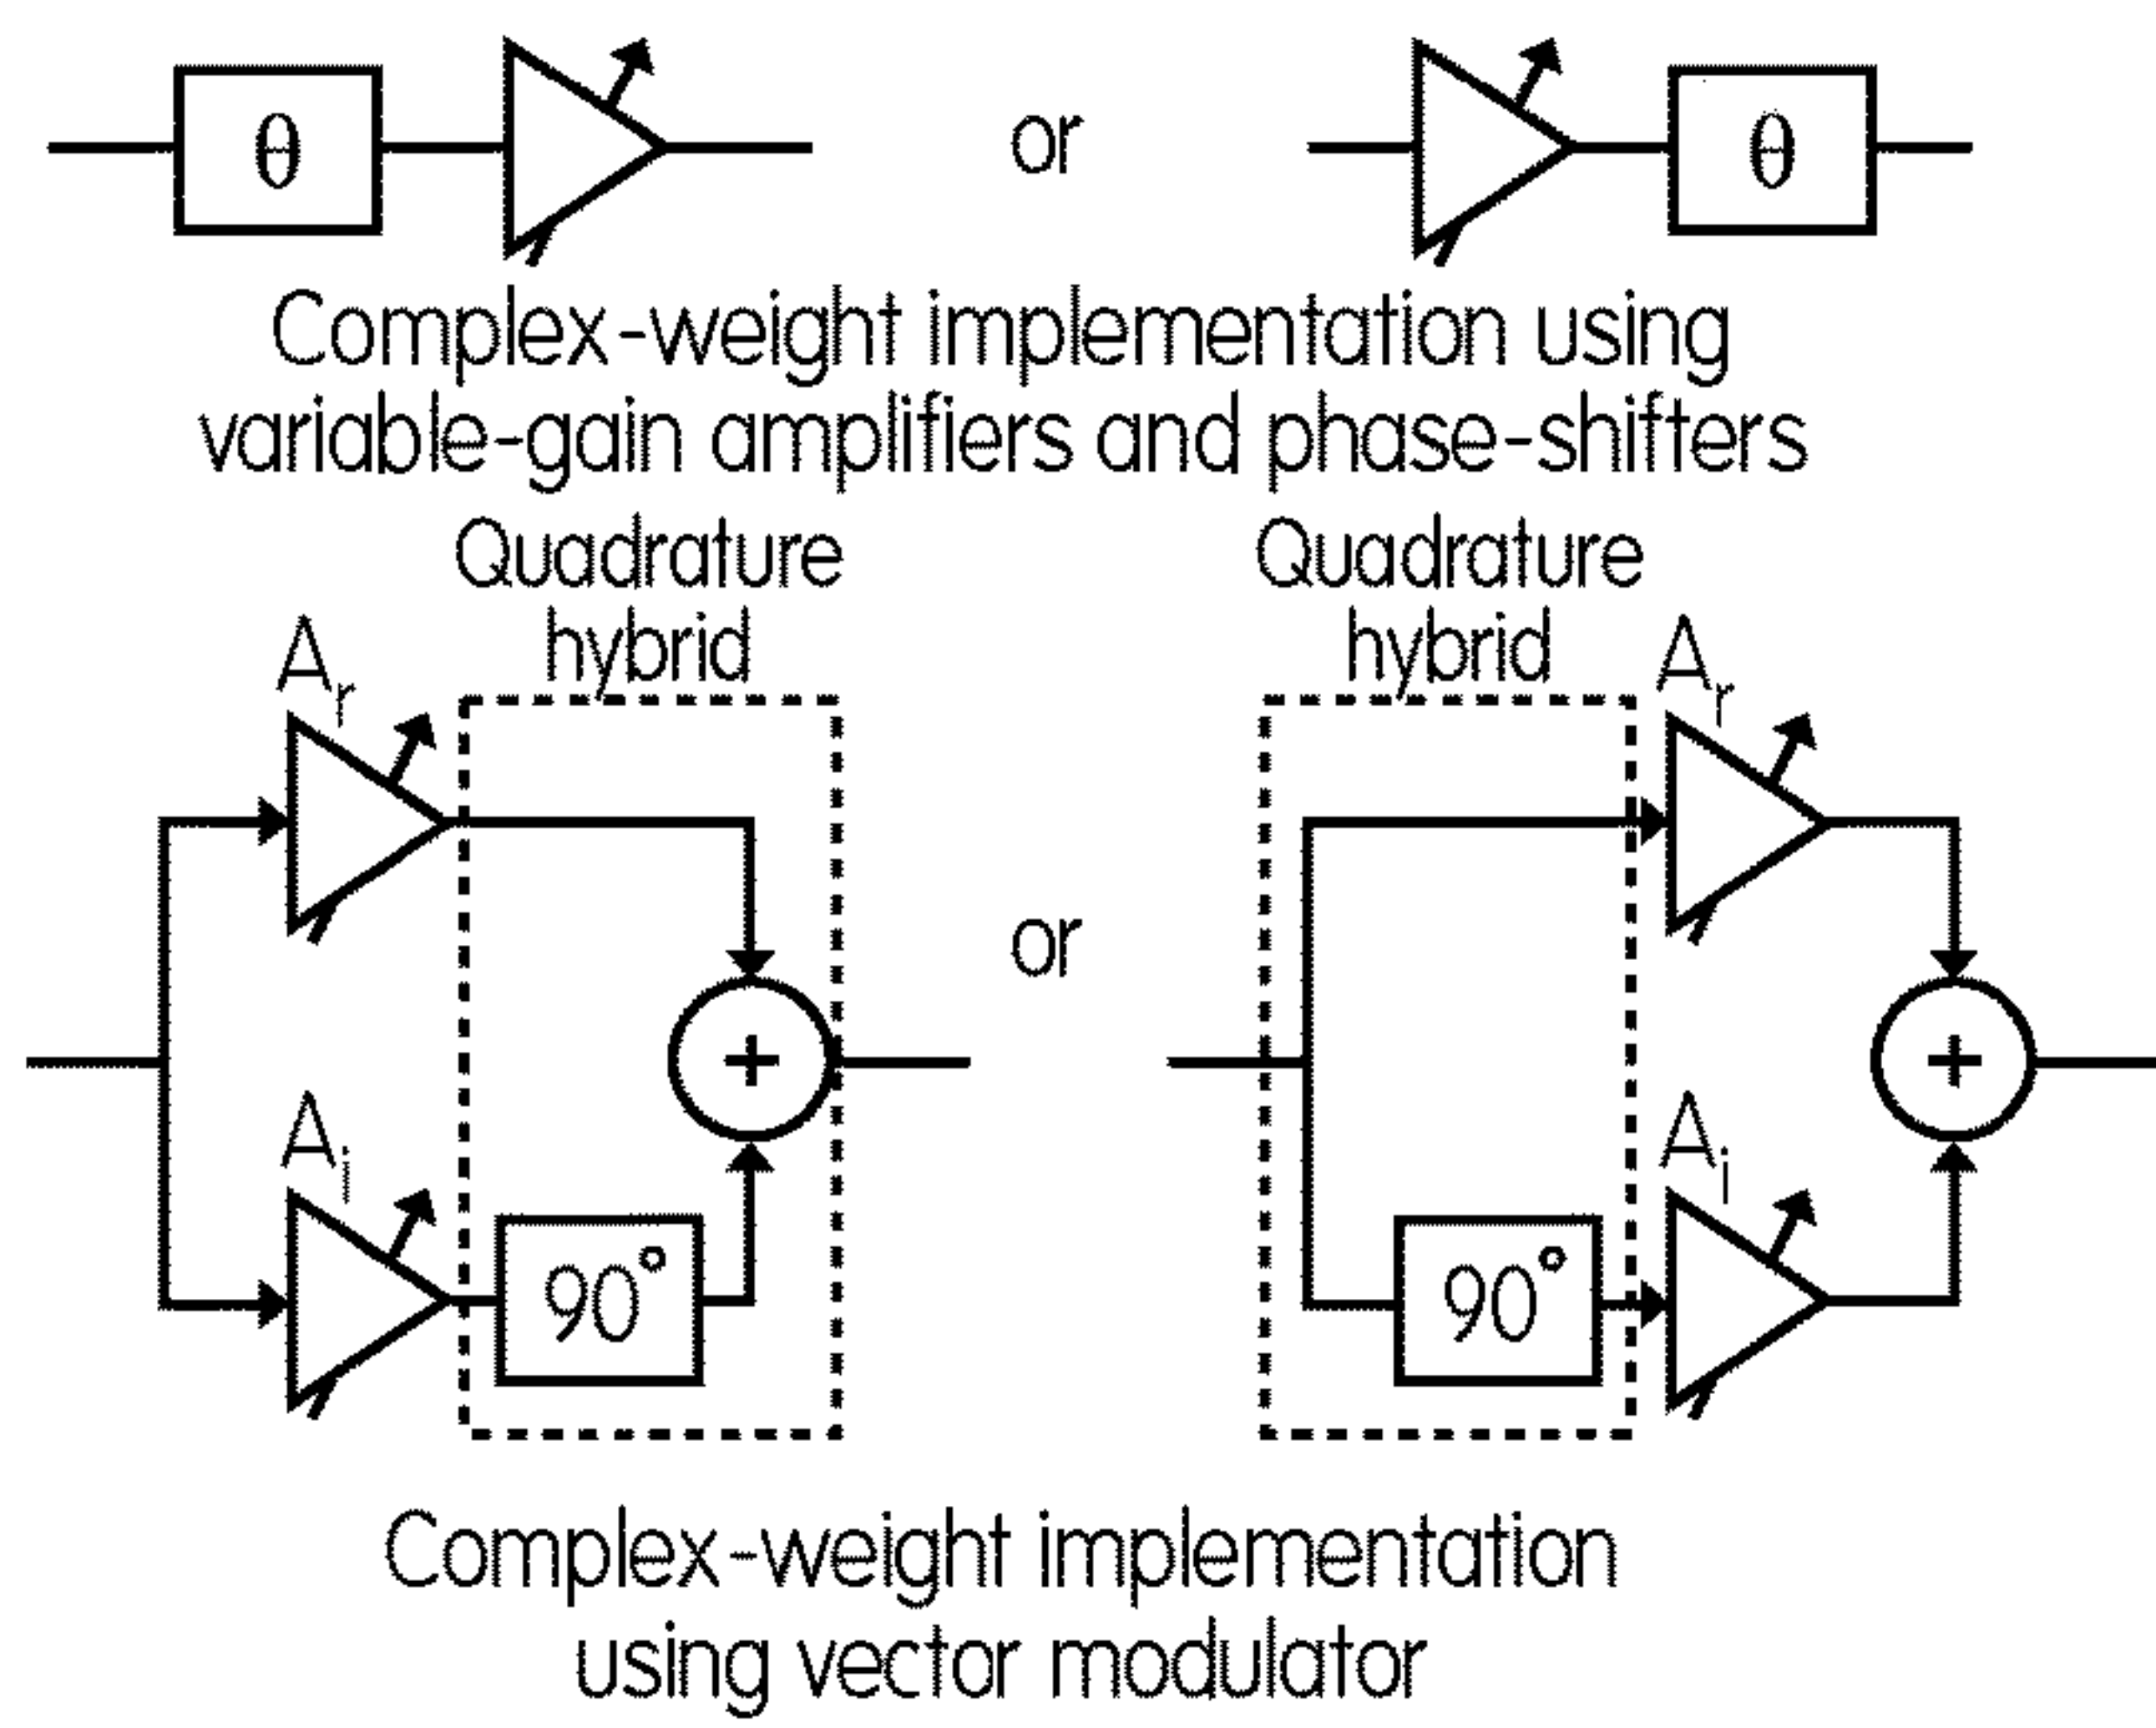 θ or θ
Complex-weight implementation using
variable-gain amplifiers and phase-shifters
Quadrature Quadrature
hybrid hybrid
Ar Ar
or
+ +
Ai Ai
90° 90°
Complex-weight implementation
using vector modulator